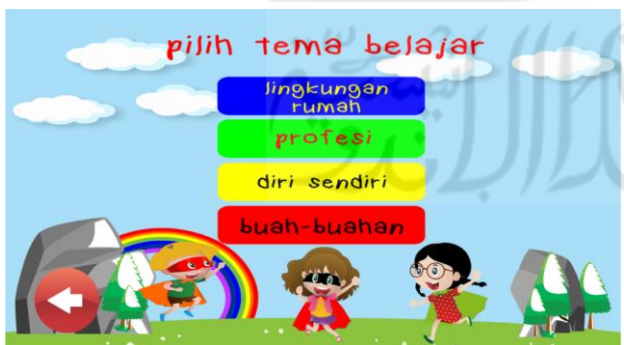 pilih tema belajar
lingkungan
rumah
profesi
diri sendiri
buah-buahan